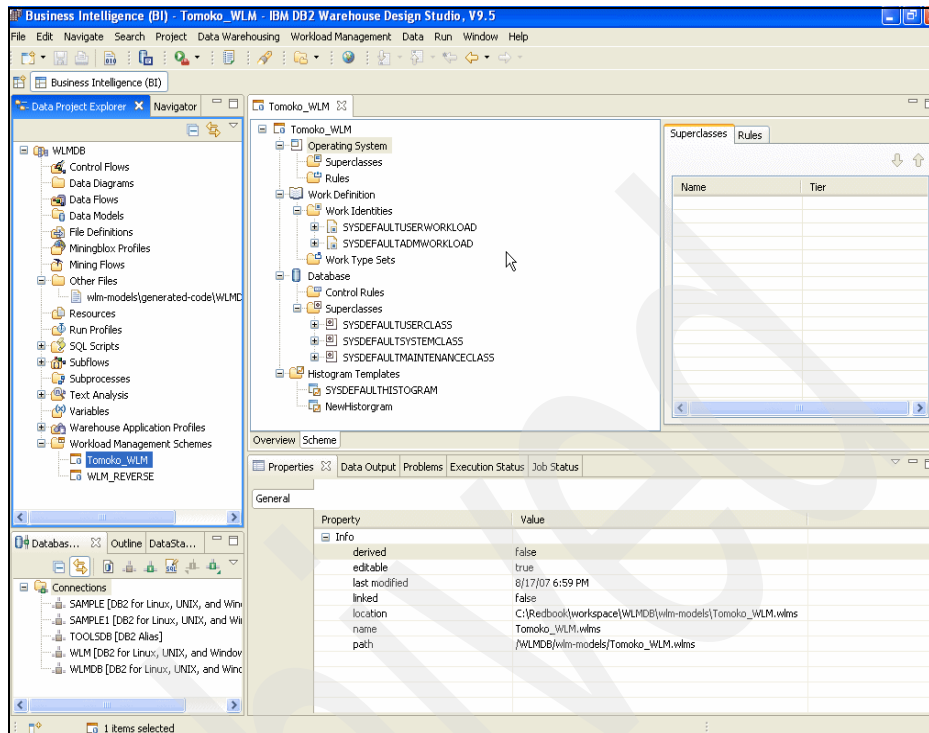 Business Intelligence (BI) - Tomoko_WLM - IBM DB2 Warehouse Design Studio, V9.5
File Edit Navigate Search Project Data Warehousing Workload Management Data Run Window Help
Business Intelligence (BI)
Data Project Explorer Navigator
WLMDB
Control Flows
Data Diagrams
Data Flows
Data Models
File Definitions
Miningblox Profiles
Mining Flows
Other Files
wlm-models\generated-code\WLMD
Resources
Run Profiles
SQL Scripts
Subflows
Subprocesses
Text Analysis
Variables
Warehouse Application Profiles
Workload Management Schemes
Tomoko_WLM
WLM_REVERSE
Tomoko_WLM
Tomoko_WLM
Operating System
Superclasses
Rules
Work Definition
Work Identities
SYSDEFAULTUSERWORKLOAD
SYSDEFAULTADMWORKLOAD
Work Type Sets
Database
Control Rules
Superclasses
SYSDEFAULTUSERCLASS
SYSDEFAULTSYSTEMCLASS
SYSDEFAULTMAINTENANCECLASS
Histogram Templates
SYSDEFAULTHISTOGRAM
NewHistorgram
Overview Scheme
Superclasses Rules
Name Tier
Databas... Outline DataSta...
Connections
SAMPLE [DB2 for Linux, UNIX, and Win
SAMPLE1 [DB2 for Linux, UNIX, and Wi
TOOLSDB [DB2 Alias]
WLM [DB2 for Linux, UNIX, and Window
WLMDB [DB2 for Linux, UNIX, and Winc
Properties Data Output Problems Execution Status Job Status
General
Property Value
Info
derived false
editable true
last modified 8/17/07 6:59 PM
linked false
location C:\Redbook\workspace\WLMDB\wlm-models\Tomoko_WLM.wlms
name Tomoko_WLM.wlms
path /WLMDB/wlm-models/Tomoko_WLM.wlms
1 items selected